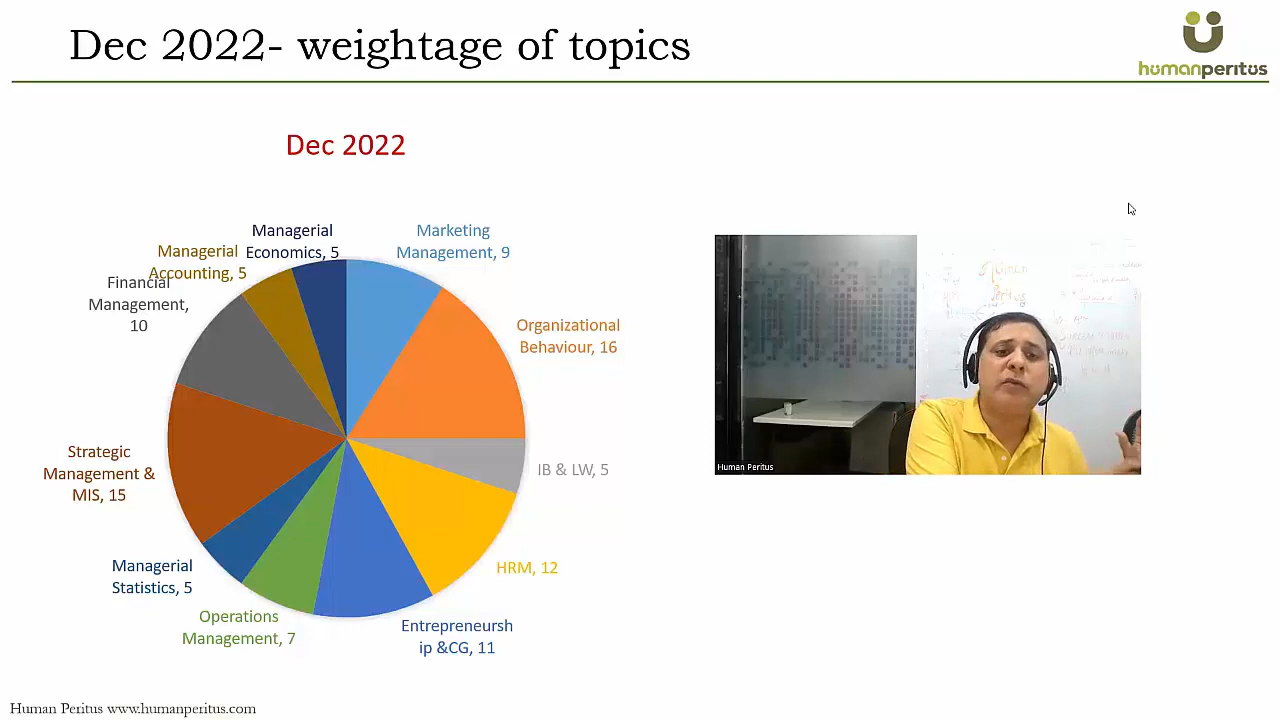 Dec 2022- weightage of topics
humanperitus
Dec 2022
Managerial
Economics, 5
Marketing
Management, 9
Managerial
Accounting, 5
Financial
Management,
10
Organizational
Behaviour, 16
Strategic
Management &
MIS, 15
IB & LW, 5
Managerial
Statistics, 5
HRM, 12
Operations
Management, 7
Entrepreneursh
ip &CG, 11
Human
Peritus
Human Peritus
Human Peritus www.humanperitus.com